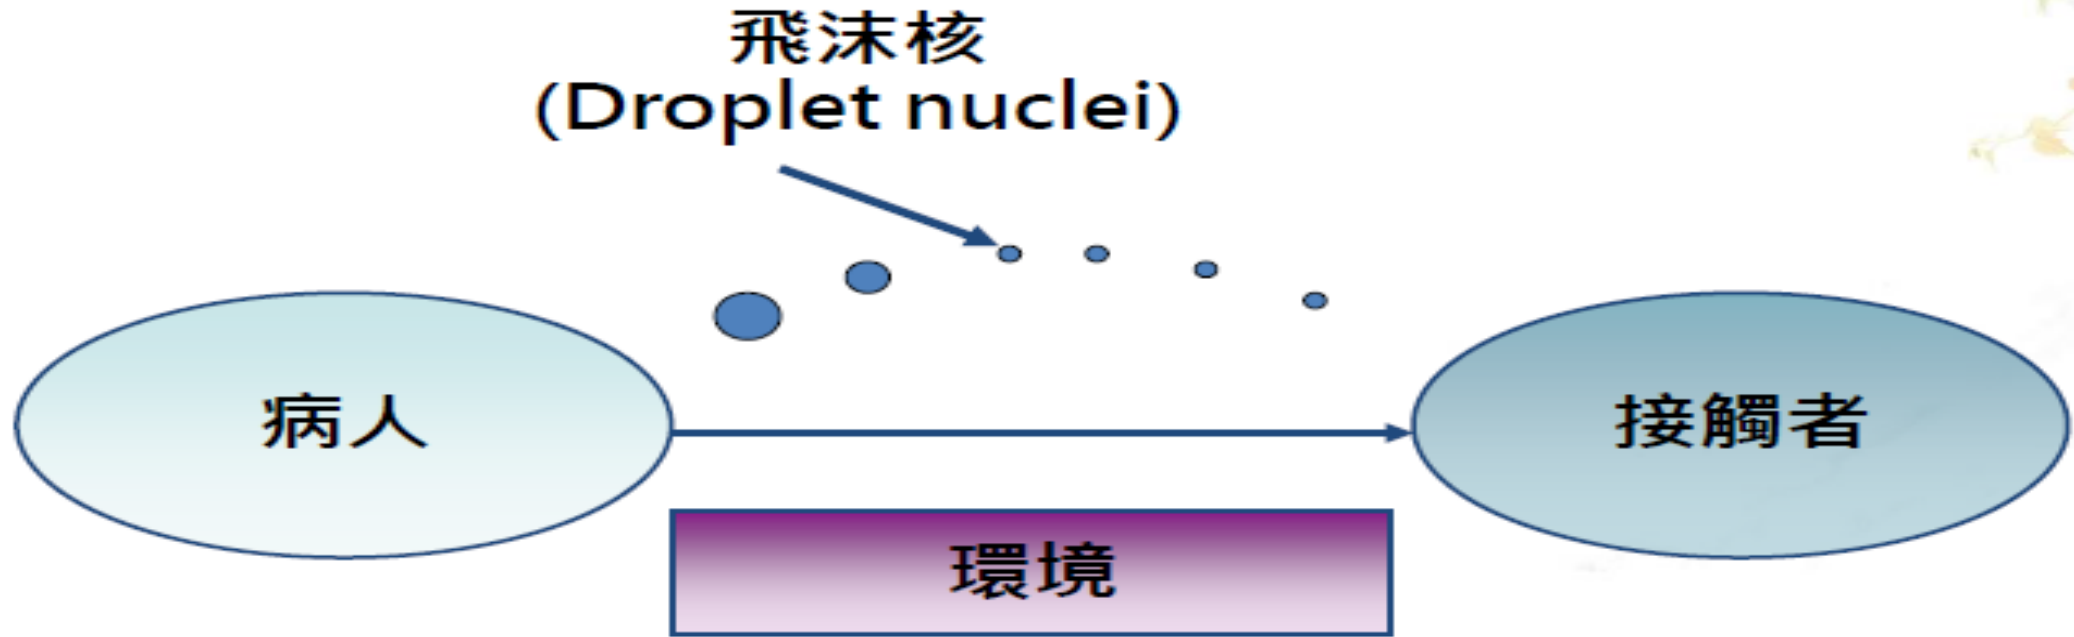 飛沫核
(Droplet nuclei)
病人
接觸者
環境